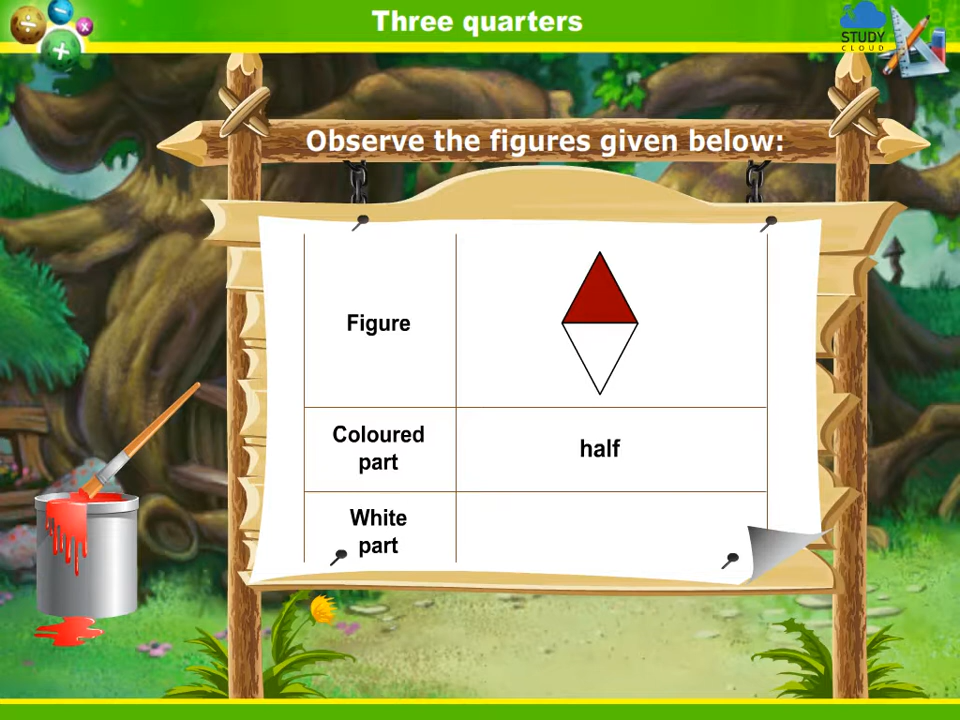 Three quarters
STUDY
CLOUD
Observe the figures given below:
Figure
Coloured
part
half
White
part